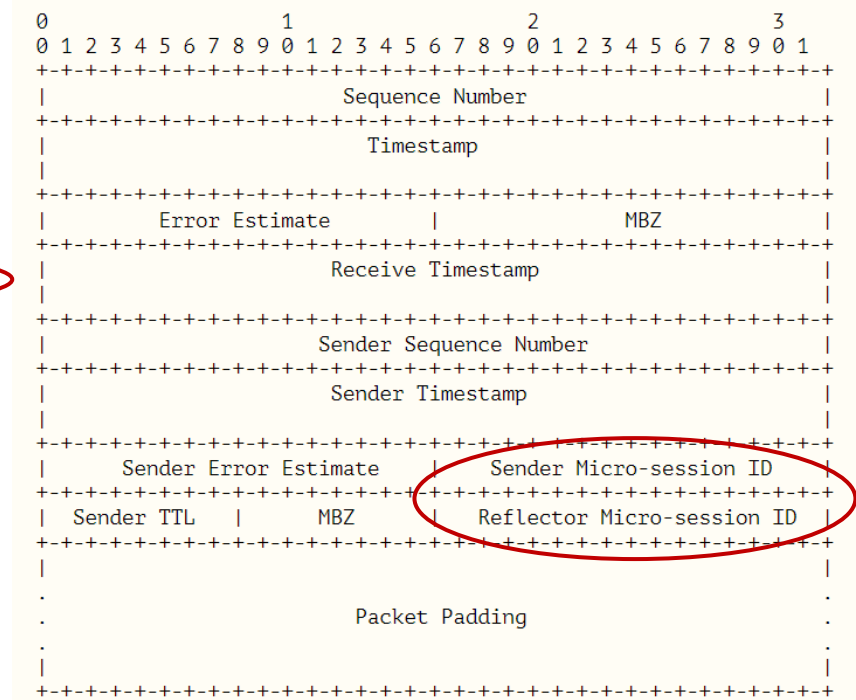 0                   1                   2                   3
0 1 2 3 4 5 6 7 8 9 0 1 2 3 4 5 6 7 8 9 0 1 2 3 4 5 6 7 8 9 0 1
+-+-+-+-+-+-+-+-+-+-+-+-+-+-+-+-+-+-+-+-+-+-+-+-+-+-+-+-+-+-+-+-+
|                        Sequence Number                        |
+-+-+-+-+-+-+-+-+-+-+-+-+-+-+-+-+-+-+-+-+-+-+-+-+-+-+-+-+-+-+-+-+
|                          Timestamp                            |
|                                                               |
+-+-+-+-+-+-+-+-+-+-+-+-+-+-+-+-+-+-+-+-+-+-+-+-+-+-+-+-+-+-+-+-+
|         Error Estimate        |               MBZ             |
+-+-+-+-+-+-+-+-+-+-+-+-+-+-+-+-+-+-+-+-+-+-+-+-+-+-+-+-+-+-+-+-+
|                       Receive Timestamp                       |
|                                                               |
+-+-+-+-+-+-+-+-+-+-+-+-+-+-+-+-+-+-+-+-+-+-+-+-+-+-+-+-+-+-+-+-+
|                      Sender Sequence Number                   |
+-+-+-+-+-+-+-+-+-+-+-+-+-+-+-+-+-+-+-+-+-+-+-+-+-+-+-+-+-+-+-+-+
|                       Sender Timestamp                        |
|                                                               |
+-+-+-+-+-+-+-+-+-+-+-+-+-+-+-+-+-+-+-+-+-+-+-+-+-+-+-+-+-+-+-+-+
|      Sender Error Estimate    |    Sender Micro-session ID    |
+-+-+-+-+-+-+-+-+-+-+-+-+-+-+-+-+-+-+-+-+-+-+-+-+-+-+-+-+-+-+-+-+
|  Sender TTL   |      MBZ      |   Reflector Micro-session ID  |
+-+-+-+-+-+-+-+-+-+-+-+-+-+-+-+-+-+-+-+-+-+-+-+-+-+-+-+-+-+-+-+-+
|                                                               |
.                                                               .
.                         Packet Padding                        .
.                                                               .
|                                                               |
+-+-+-+-+-+-+-+-+-+-+-+-+-+-+-+-+-+-+-+-+-+-+-+-+-+-+-+-+-+-+-+-+